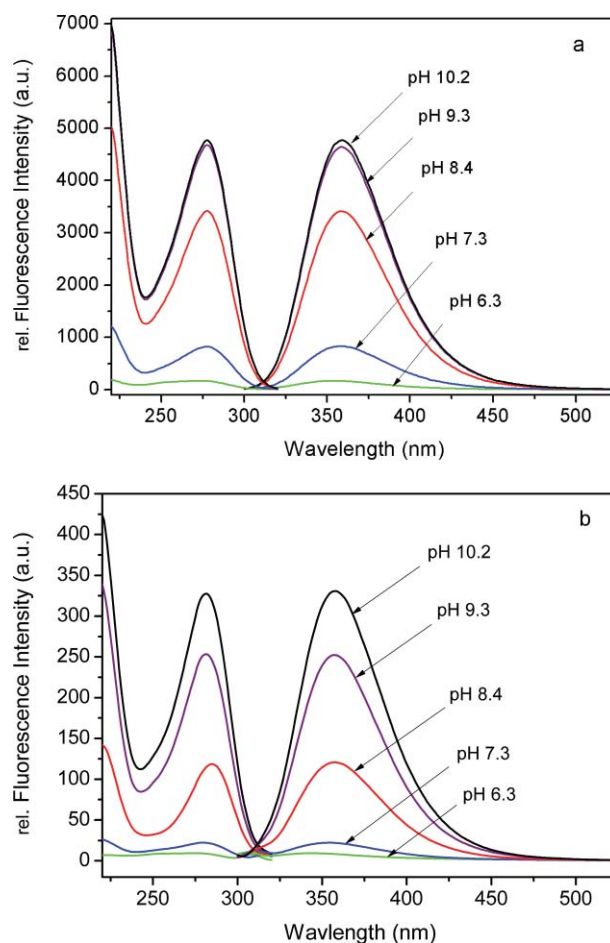 a
7000
6000
5000
4000
3000
2000
1000
0
rel. Fluorescence Intensity (a.u.)
pH 10.2
pH 9.3
pH 8.4
pH 7.3
pH 6.3
250 300 350 400 450 500
Wavelength (nm)
b
450
400
350
300
250
200
150
100
50
0
rel. Fluorescence Intensity (a.u.)
pH 10.2
pH 9.3
pH 8.4
pH 7.3
pH 6.3
250 300 350 400 450 500
Wavelength (nm)